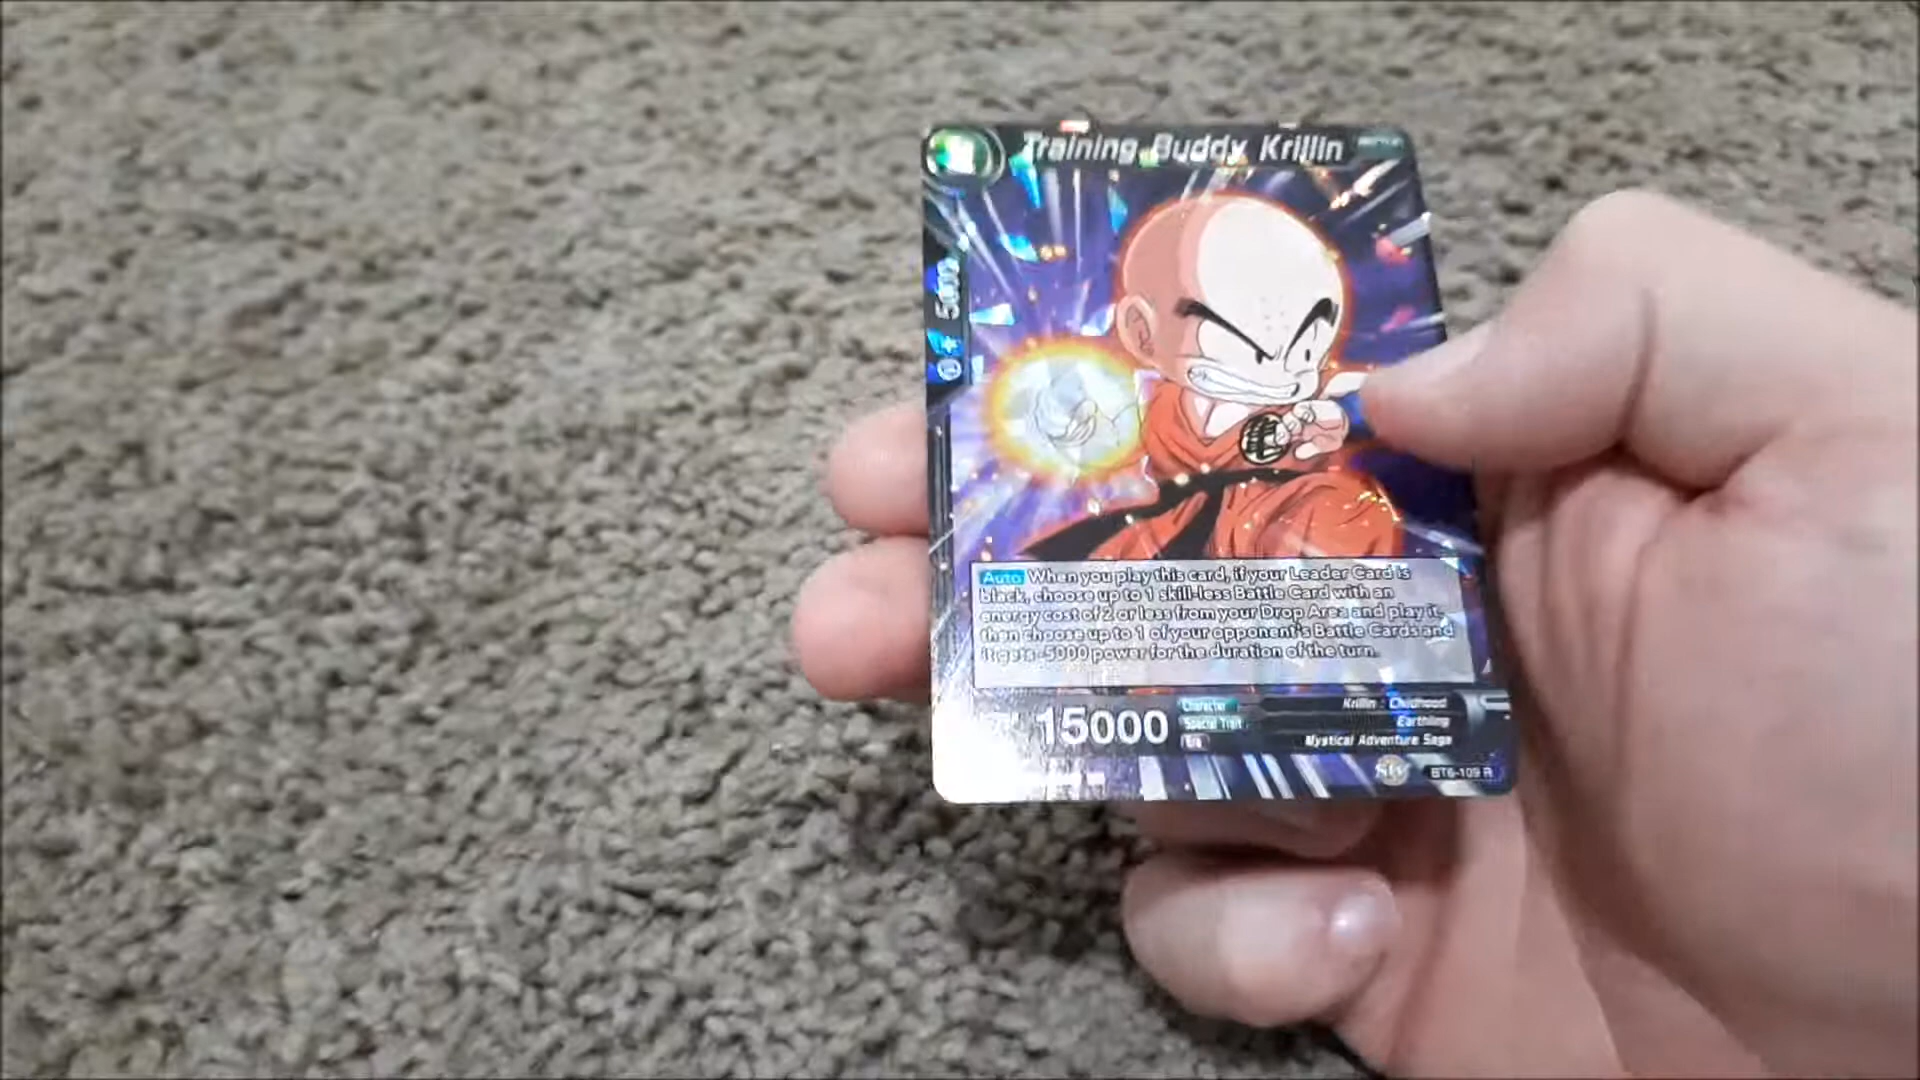 Training Buddy Krillin
5000
Auto When you play this card, if your Leader Card is
black, choose up to 1 skill-less Battle Card with an
energy cost of 2 or less from your Drop Area and play it,
then choose up to 1 of your opponent's Battle Cards and
it gets -5000 power for the duration of the turn.
15000
Character Krillin : Childhood
Special Trait Earthling
Era Mystical Adventure Saga
BT6-109 R